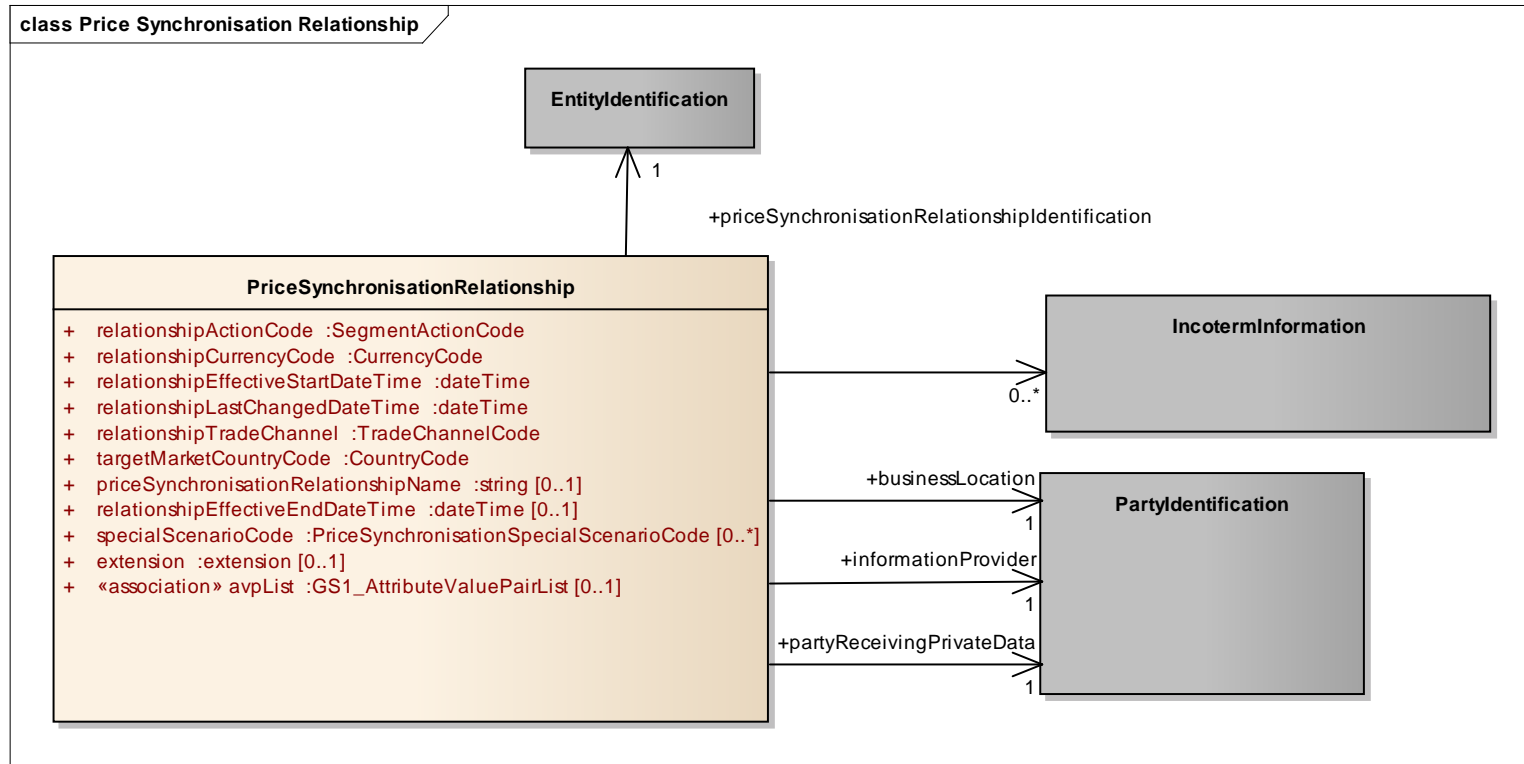 class Price Synchronisation Relationship
EntityIdentification
1
+priceSynchronisationRelationshipIdentification
PriceSynchronisationRelationship
+ relationshipActionCode :SegmentActionCode
+ relationshipCurrencyCode :CurrencyCode
+ relationshipEffectiveStartDateTime :dateTime
+ relationshipLastChangedDateTime :dateTime
+ relationshipTradeChannel :TradeChannelCode
+ targetMarketCountryCode :CountryCode
+ priceSynchronisationRelationshipName :string [0..1]
+ relationshipEffectiveEndDateTime :dateTime [0..1]
+ specialScenarioCode :PriceSynchronisationSpecialScenarioCode [0..*]
+ extension :extension [0..1]
+ «association» avpList :GS1_AttributeValuePairList [0..1]
IncotermInformation
0..*
+businessLocation
1
PartyIdentification
+informationProvider
1
+partyReceivingPrivateData
1